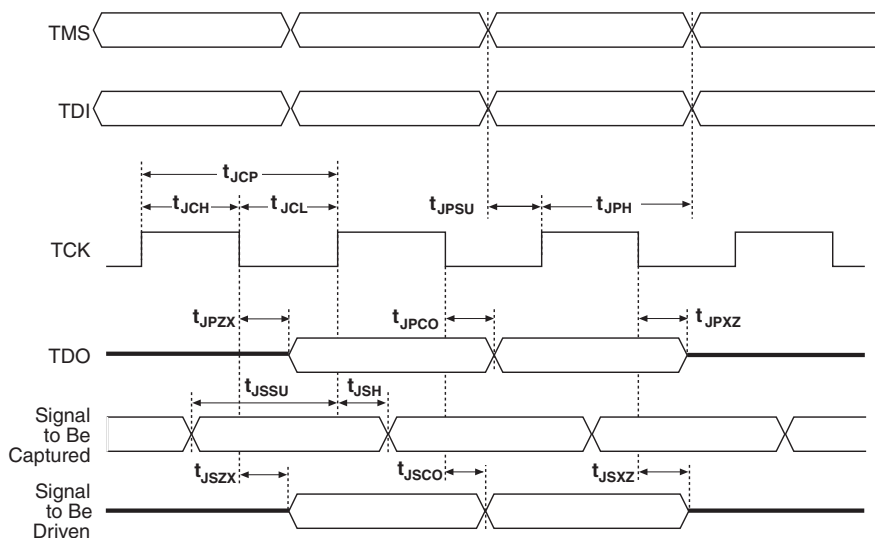 TMS
TDI
tJCP
tJCH
tJCL
tJPSU
tJPH
TCK
tJPZX
tJPCO
tJPXZ
TDO
tJSSU
tJSH
Signal
to Be
Captured
tJSZX
tJSCO
tJSXZ
Signal
to Be
Driven